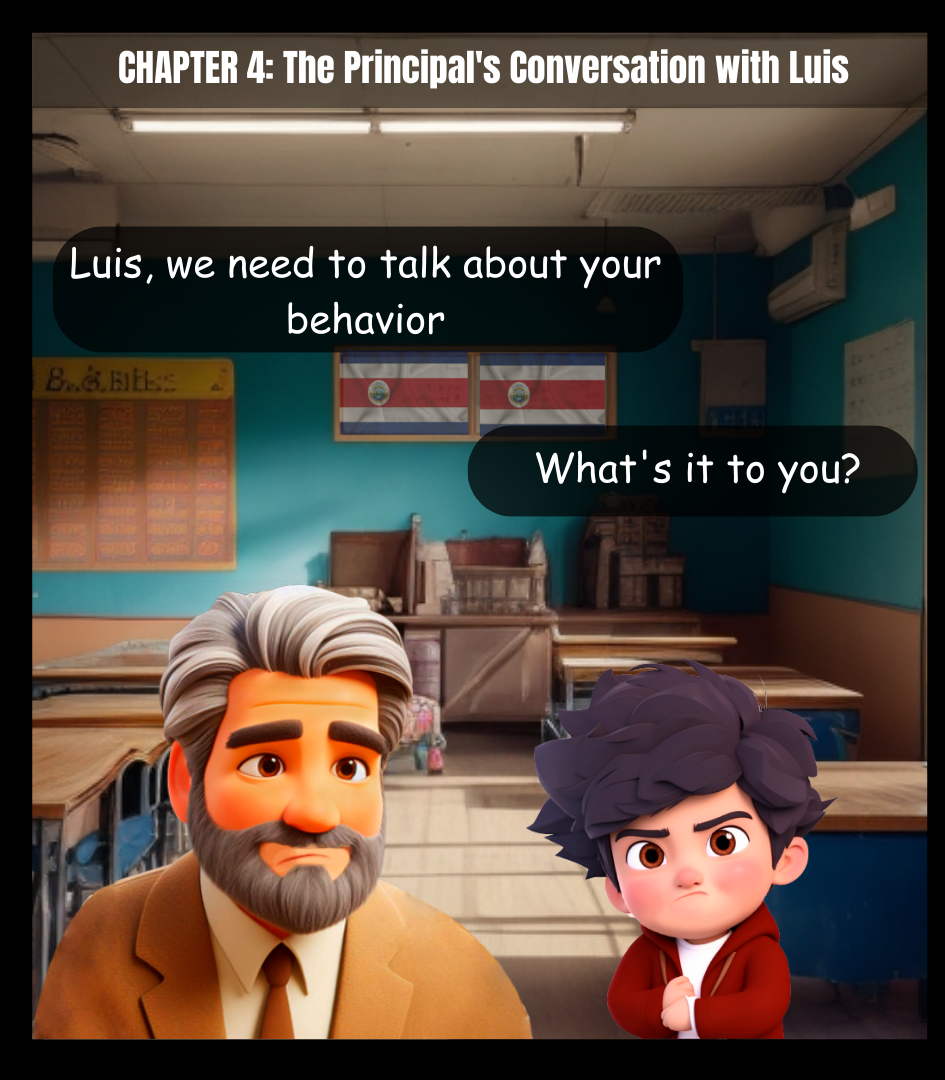 CHAPTER 4: The Principal's Conversation with Luis
Luis, we need to talk about your
behavior
What's it to you?